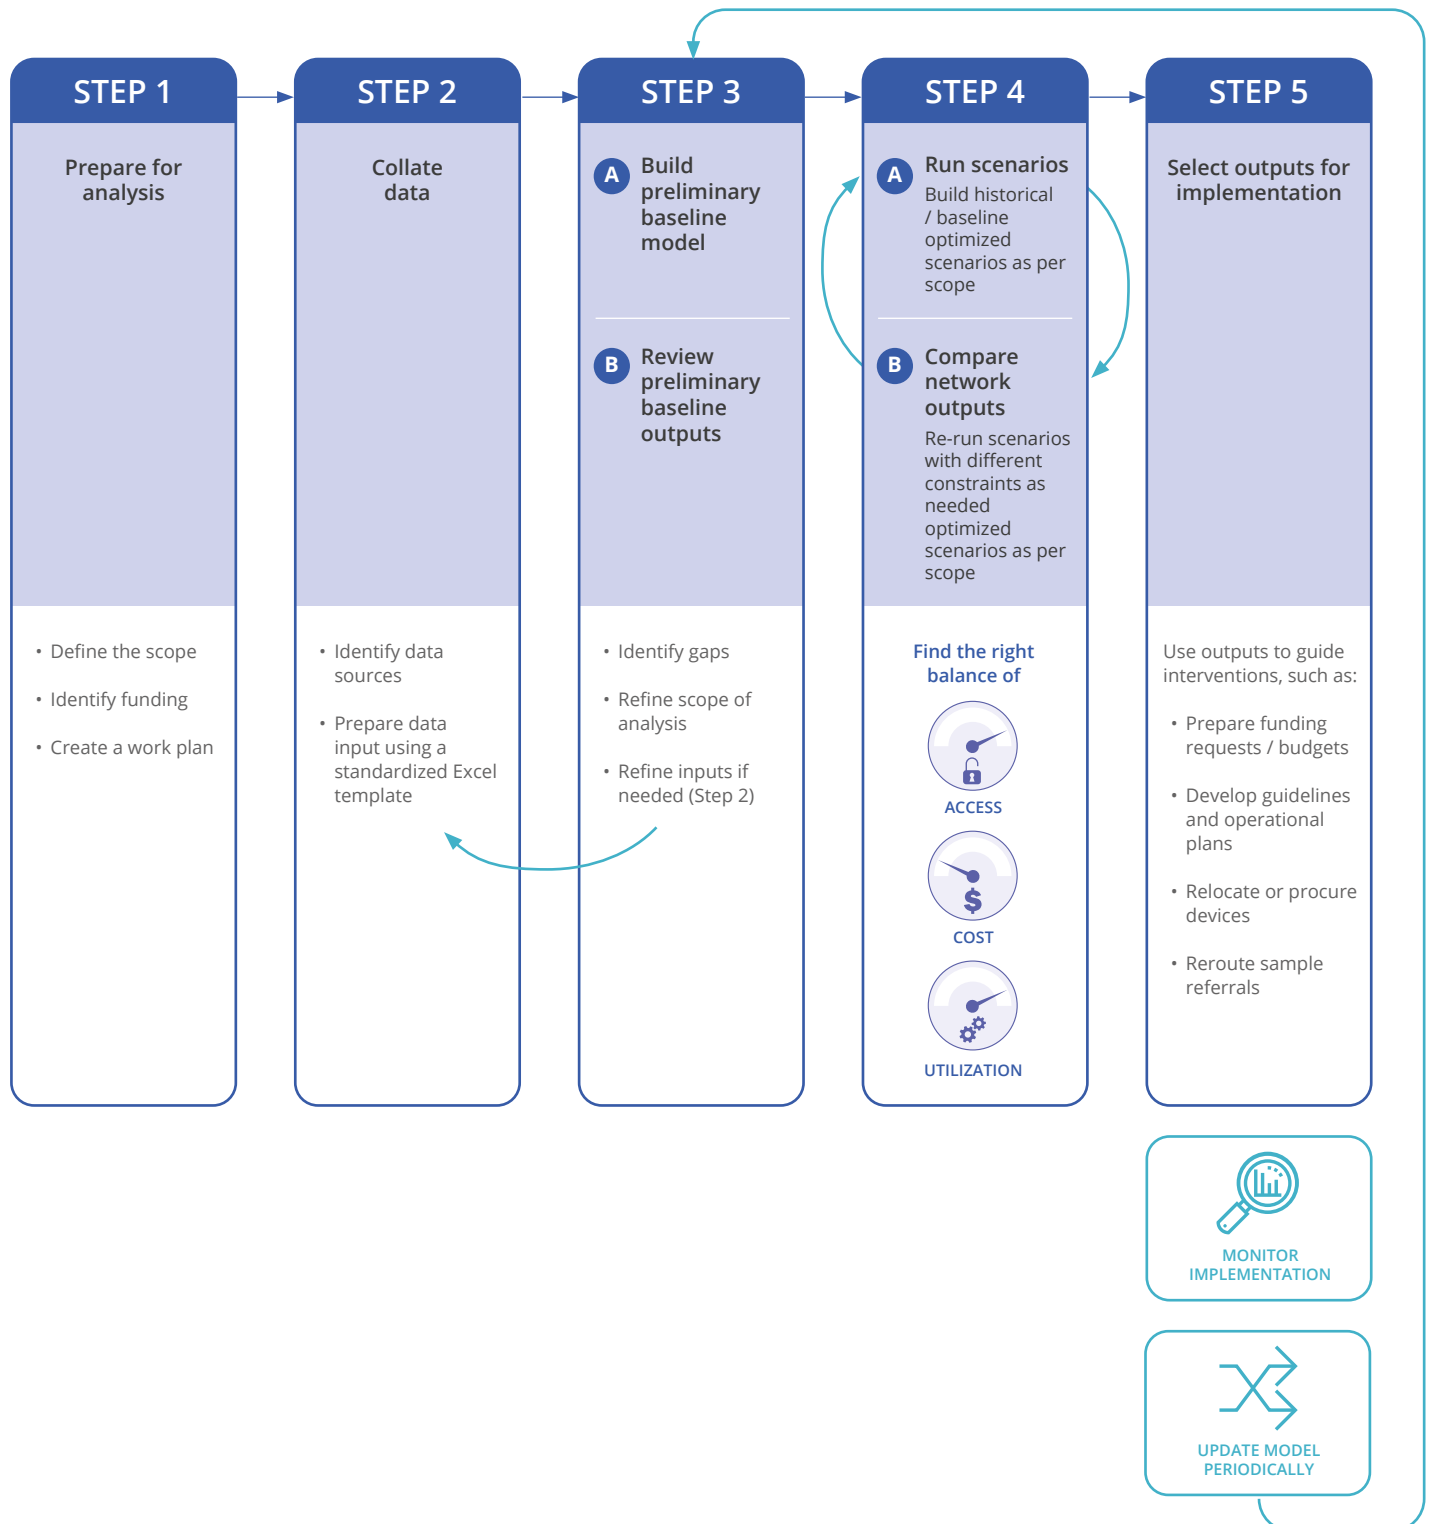 STEP 1
Prepare for
analysis
• Define the scope
• Identify funding
• Create a work plan
STEP 2
Collate
data
• Identify data
sources
• Prepare data
input using a
standardized Excel
template
STEP 3
A
Build
preliminary
baseline
model
B
Review
preliminary
baseline
outputs
• Identify gaps
• Refine scope of
analysis
• Refine inputs if
needed (Step 2)
STEP 4
A
Run scenarios
Build historical
/ baseline
optimized
scenarios as per
scope
B
Compare
network
outputs
Re-run scenarios
with different
constraints as
needed
optimized
scenarios as per
scope
Find the right
balance of
ACCESS
$
COST
UTILIZATION
STEP 5
Select outputs for
implementation
Use outputs to guide
interventions, such as:
• Prepare funding
requests / budgets
• Develop guidelines
and operational
plans
• Relocate or procure
devices
• Reroute sample
referrals
MONITOR
IMPLEMENTATION
UPDATE MODEL
PERIODICALLY